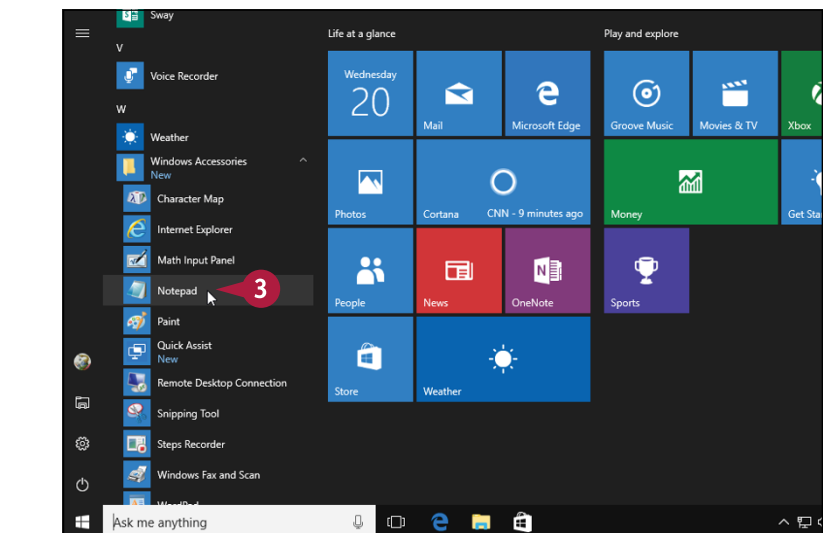 Sway
V
Voice Recorder
W
Weather
Windows Accessories
New
Character Map
Internet Explorer
Math Input Panel
Notepad
3
Paint
Quick Assist
New
Remote Desktop Connection
Snipping Tool
Steps Recorder
Windows Fax and Scan
WordPad
Life at a glance
Wednesday
20
Mail
Microsoft Edge
Photos
Cortana CNN - 9 minutes ago
People
News
OneNote
Store
Weather
Play and explore
Groove Music
Movies & TV
Xbox
Money
Get Sta
Sports
Ask me anything